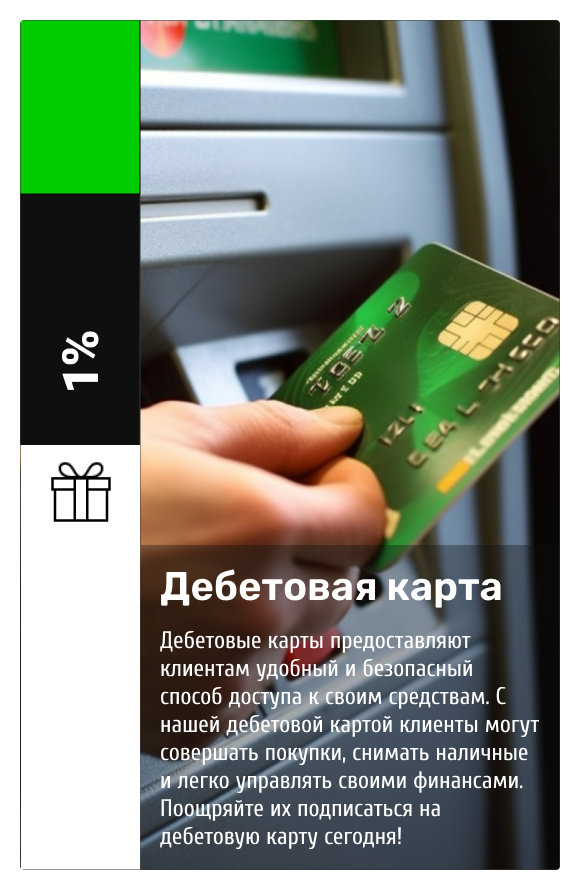 1%
Дебетовая карта
Дебетовые карты предоставляют
клиентам удобный и безопасный
способ доступа к своим средствам. С
нашей дебетовой картой клиенты могут
совершать покупки, снимать наличные
и легко управлять своими финансами.
Поощряйте их подписаться на
дебетовую карту сегодня!